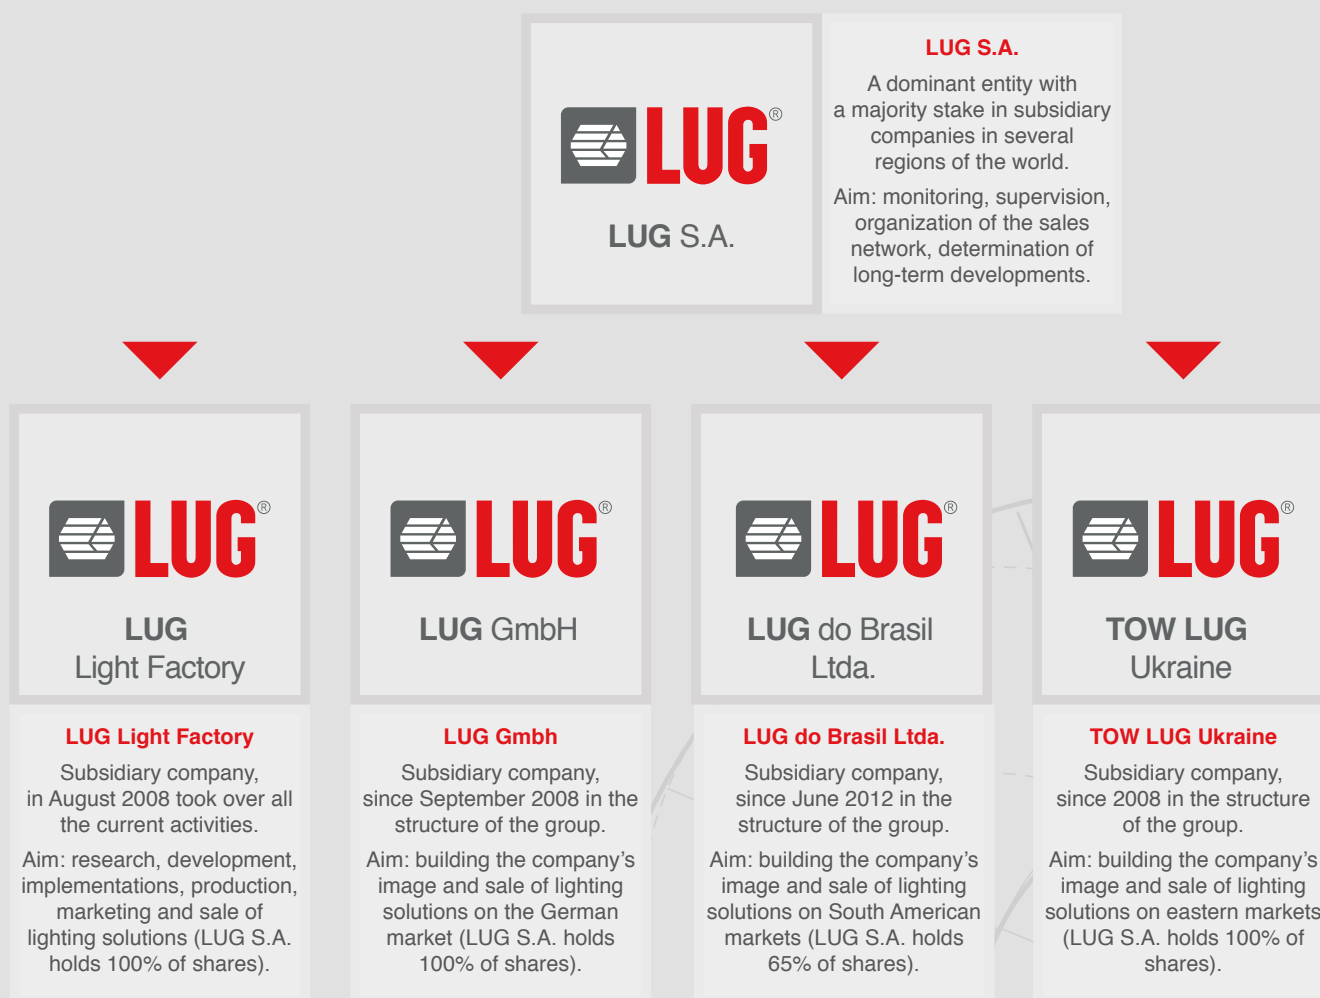 LUG®
LUG S.A.
LUG S.A.
A dominant entity with
a majority stake in subsidiary
companies in several
regions of the world.
Aim: monitoring, supervision,
organization of the sales
network, determination of
long-term developments.
LUG®
LUG
Light Factory
LUG Light Factory
Subsidiary company,
in August 2008 took over all
the current activities.
Aim: research, development,
implementations, production,
marketing and sale of
lighting solutions (LUG S.A.
holds 100% of shares).
LUG®
LUG GmbH
LUG Gmbh
Subsidiary company,
since September 2008 in the
structure of the group.
Aim: building the company’s
image and sale of lighting
solutions on the German
market (LUG S.A. holds
100% of shares).
LUG®
LUG do Brasil
Ltda.
LUG do Brasil Ltda.
Subsidiary company,
since June 2012 in the
structure of the group.
Aim: building the company’s
image and sale of lighting
solutions on South American
markets (LUG S.A. holds
65% of shares).
LUG®
TOW LUG
Ukraine
TOW LUG Ukraine
Subsidiary company,
since 2008 in the structure
of the group.
Aim: building the company’s
image and sale of lighting
solutions on eastern markets
(LUG S.A. holds 100% of
shares).